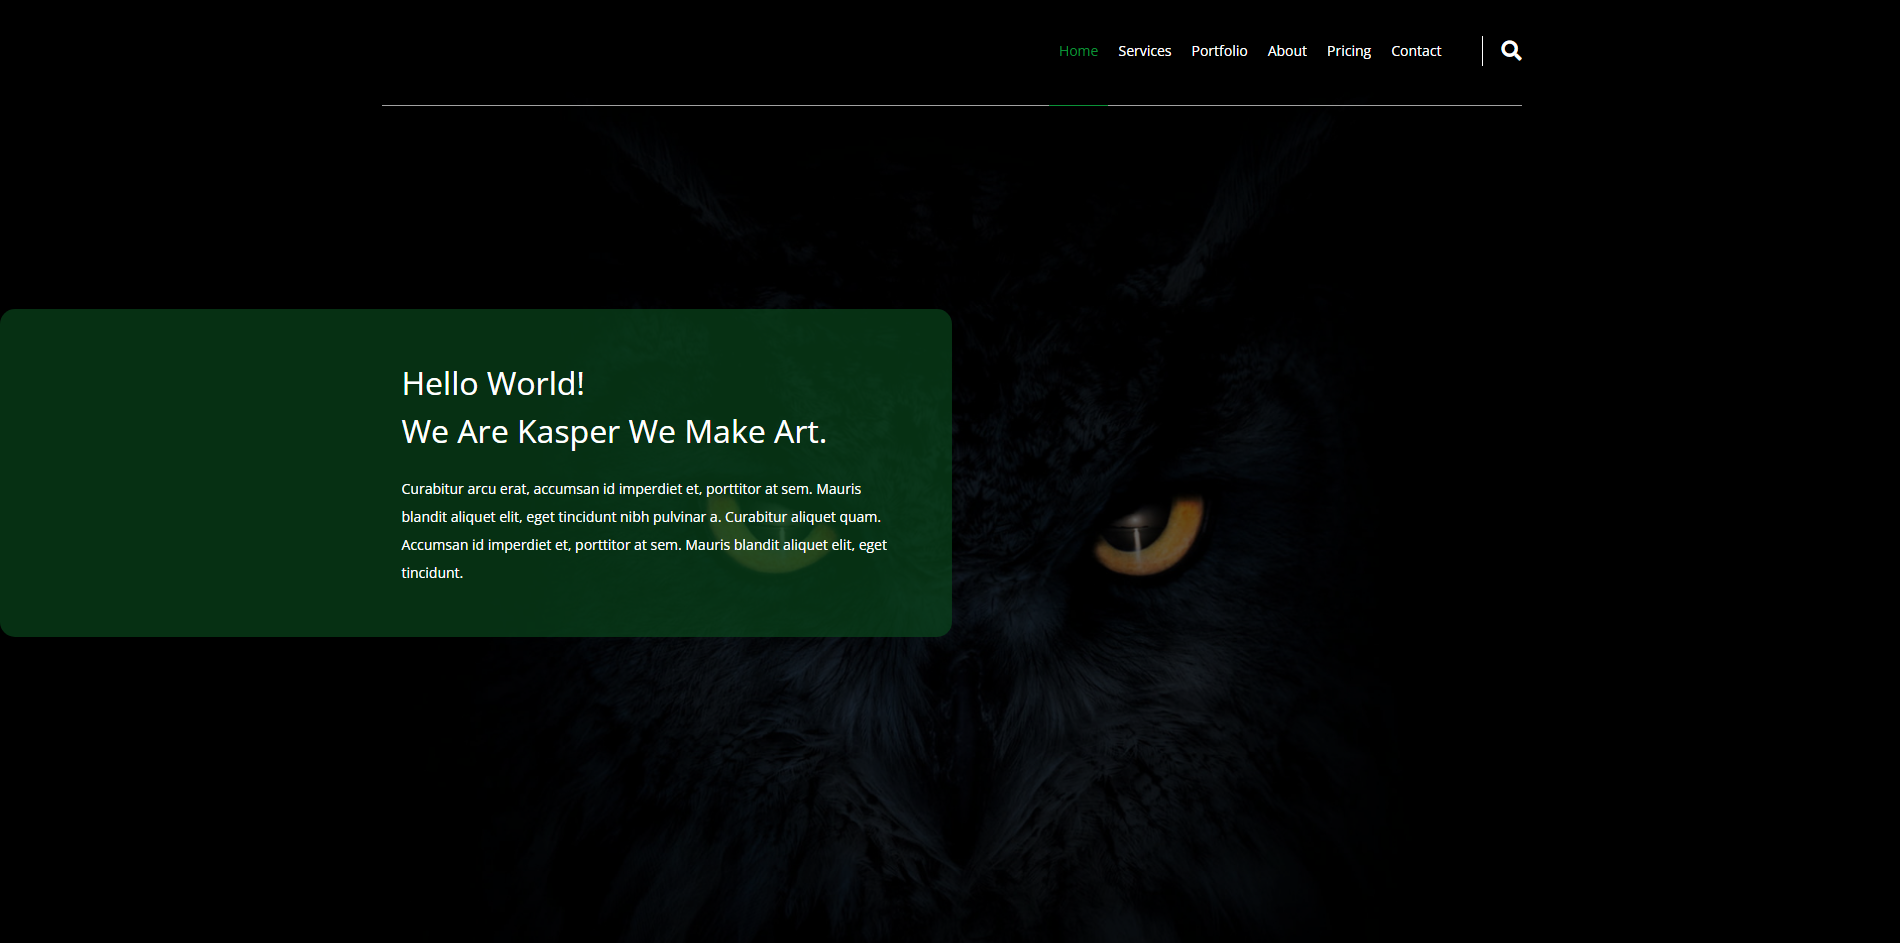 Home Services Portfolio About Pricing Contact
Hello World!
We Are Kasper We Make Art.
Curabitur arcu erat, accumsan id imperdiet et, porttitor at sem. Mauris
blandit aliquet elit, eget tincidunt nibh pulvinar a. Curabitur aliquet quam.
Accumsan id imperdiet et, porttitor at sem. Mauris blandit aliquet elit, eget
tincidunt.